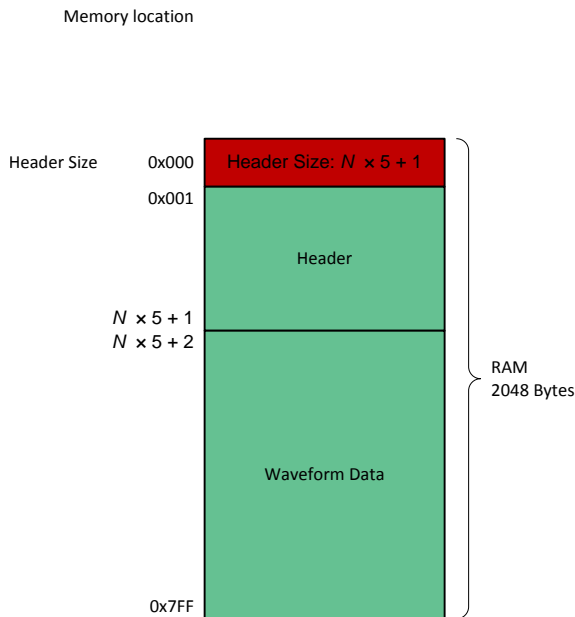 Memory location
Header Size 0x000 Header Size: N × 5 + 1
0x001
Header
N × 5 + 1
N × 5 + 2
RAM
2048 Bytes
Waveform Data
0x7FF